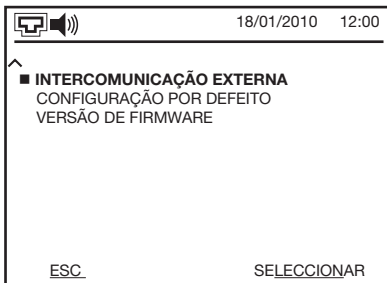 18/01/2010 12:00
INTERCOMUNICAÇÃO EXTERNA
CONFIGURAÇÃO POR DEFEITO
VERSÃO DE FIRMWARE
ESC SELECCIONAR